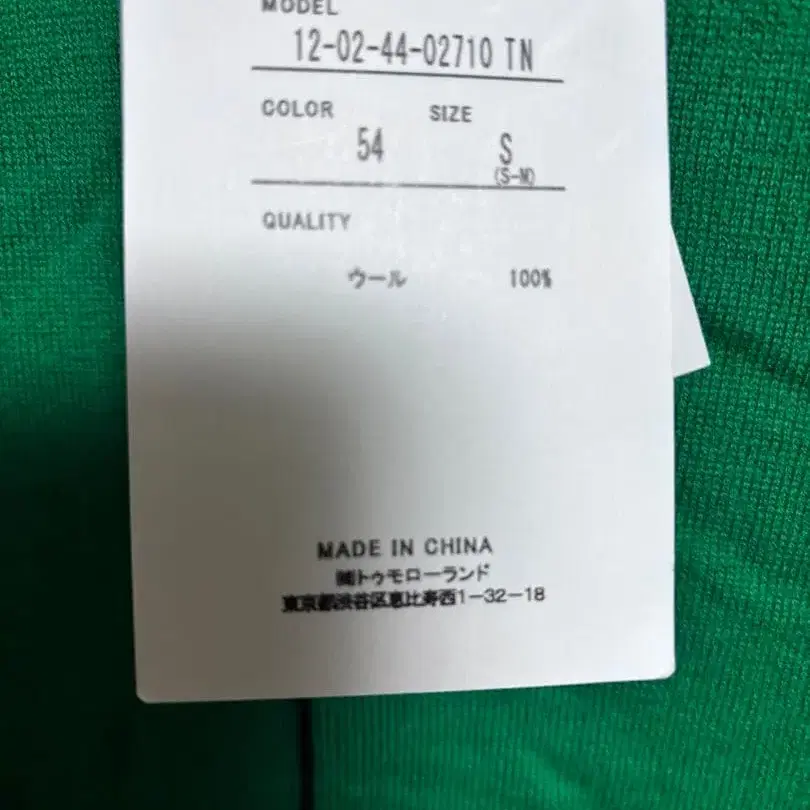 MODEL
12-02-44-02710 TN
COLOR SIZE
54 S
(S-M)
QUALITY
ウール 100%
MADE IN CHINA
㈱トゥモローランド
東京都渋谷区恵比寿西1-32-18